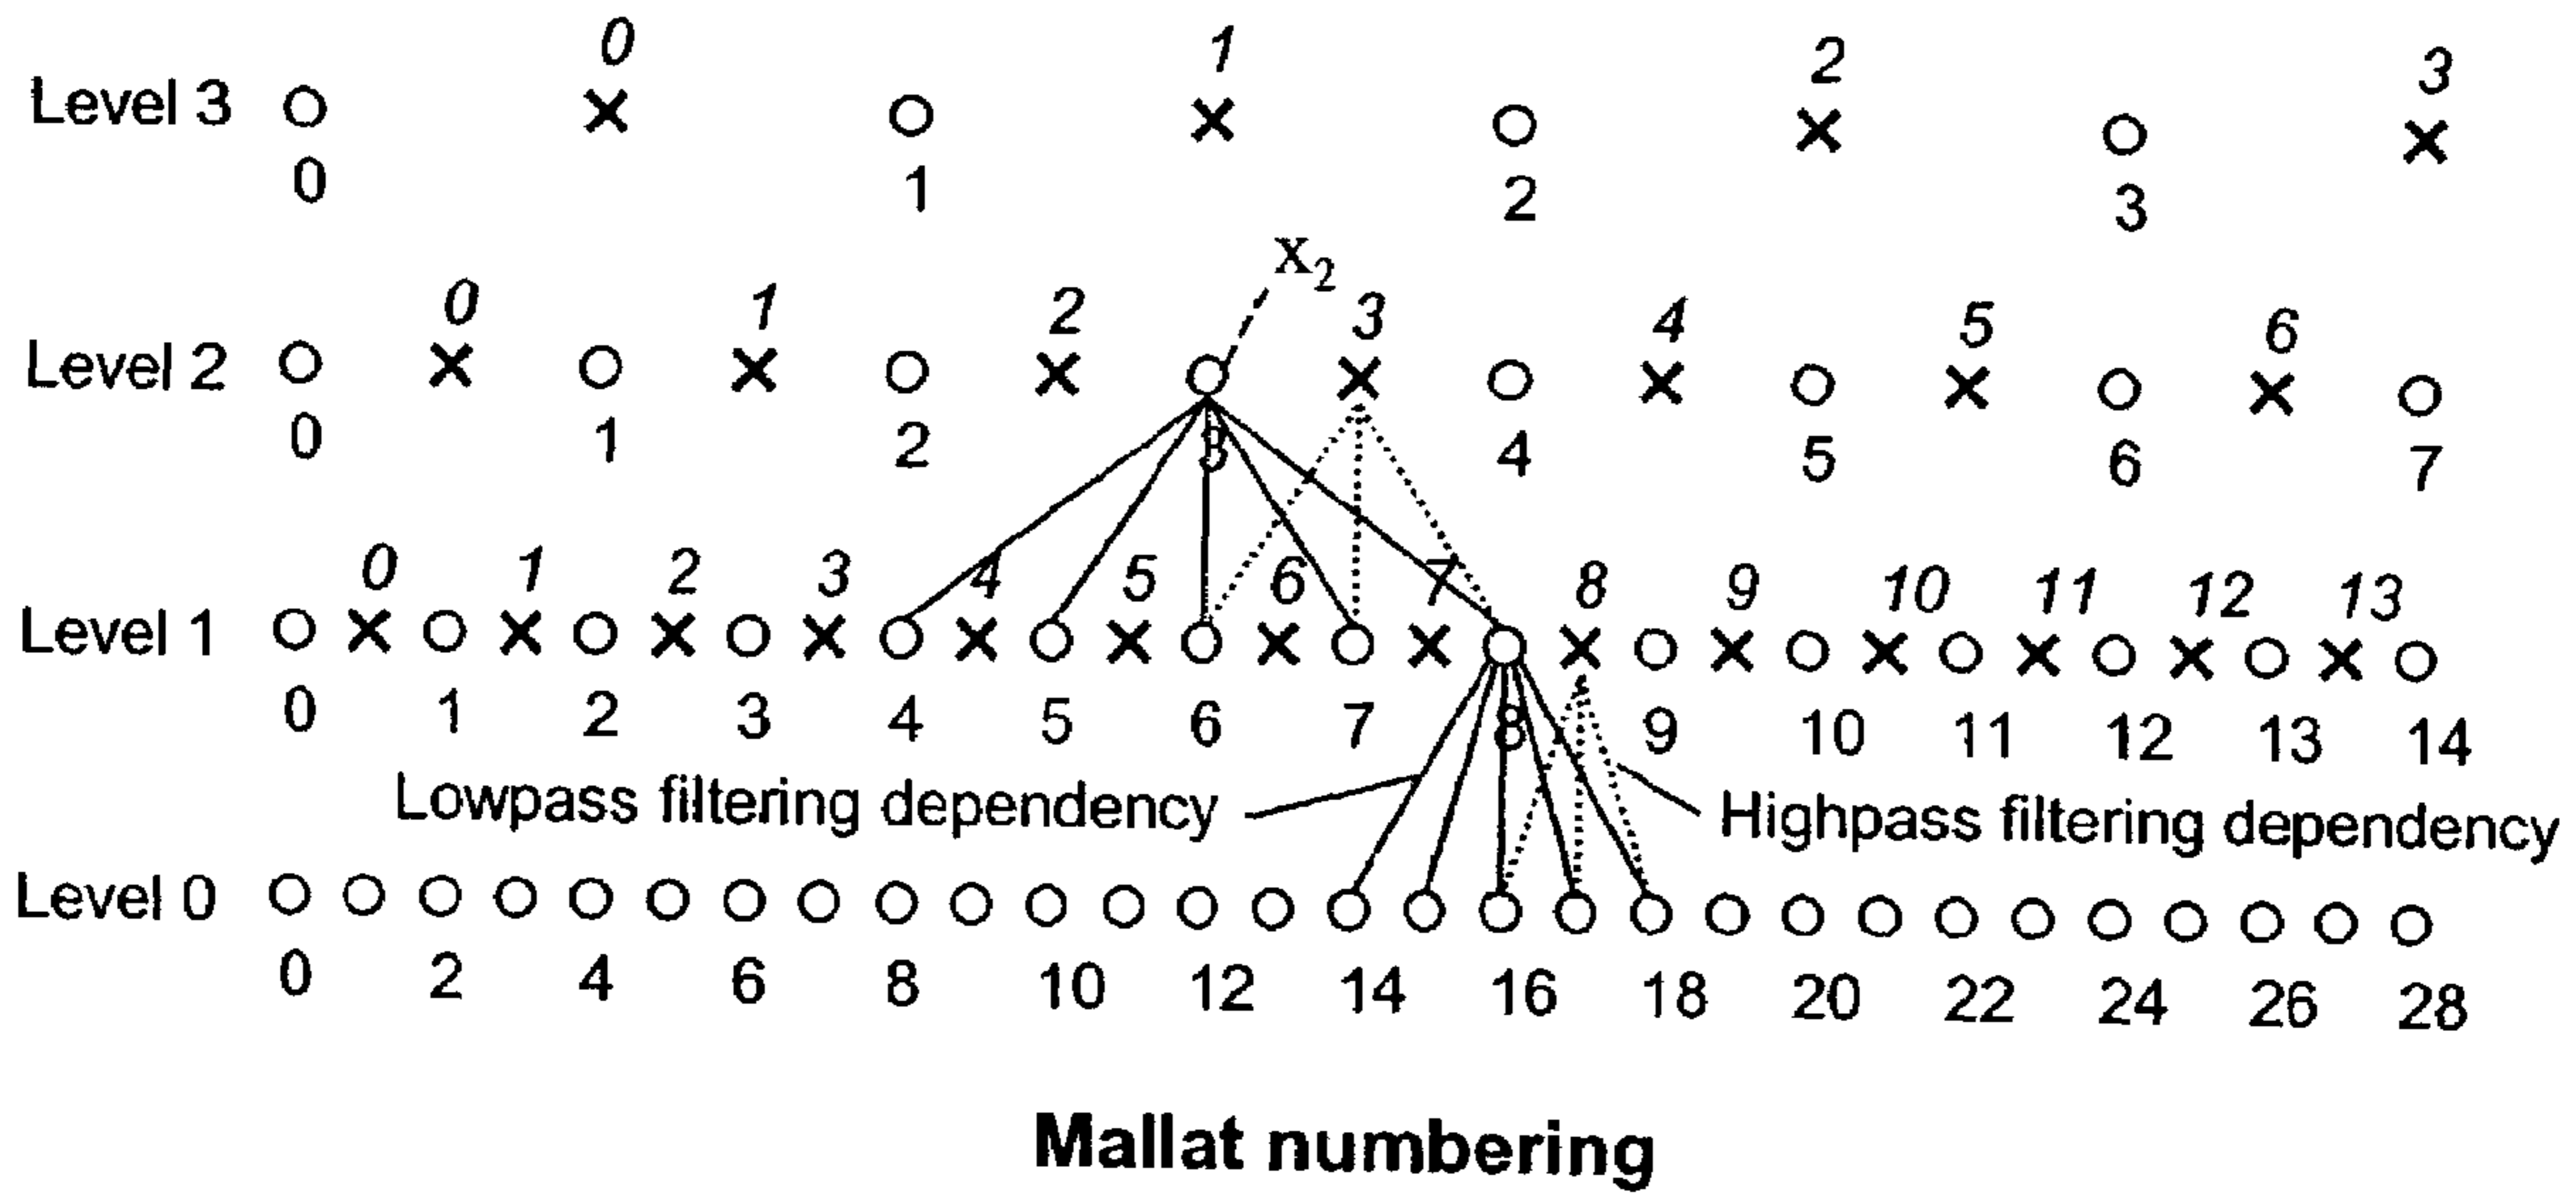 0 1 2 3
Level 3
0 1 2 3
x₂
0 1 2 3 4 5 6
Level 2
0 1 2 3 4 5 6 7
0 1 2 3 4 5 6 7 8 9 10 11 12 13
Level 1
0 1 2 3 4 5 6 7 8 9 10 11 12 13 14
Lowpass filtering dependency
Highpass filtering dependency
Level 0
0 2 4 6 8 10 12 14 16 18 20 22 24 26 28
Mallat numbering